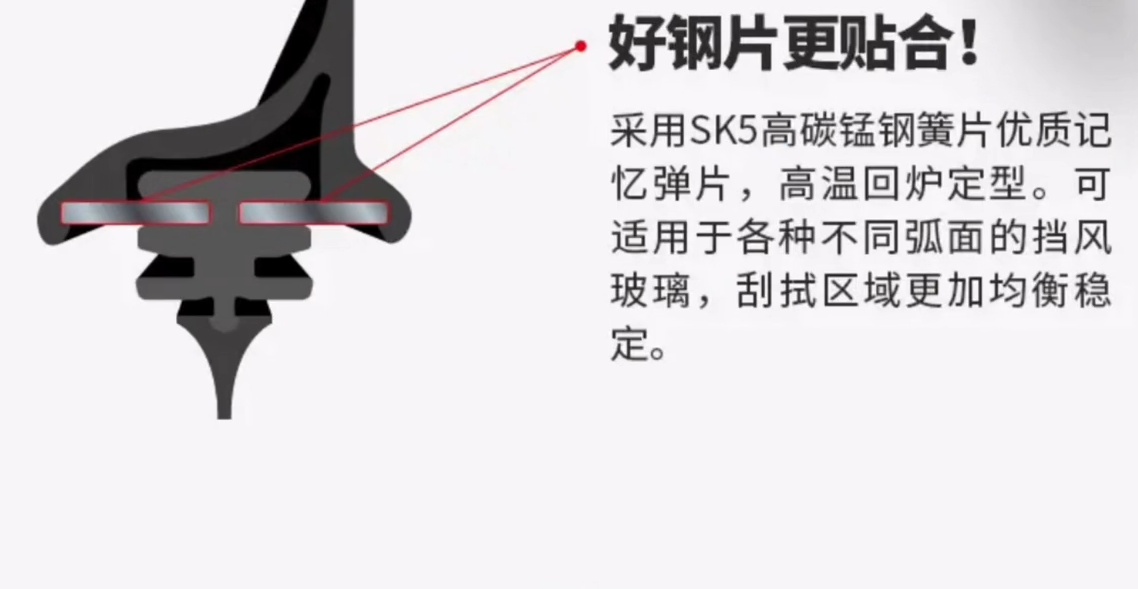 好钢片更贴合!
采用SK5高碳锰钢簧片优质记
忆弹片，高温回炉定型。可
适用于各种不同弧面的挡风
玻璃，刮拭区域更加均衡稳
定。